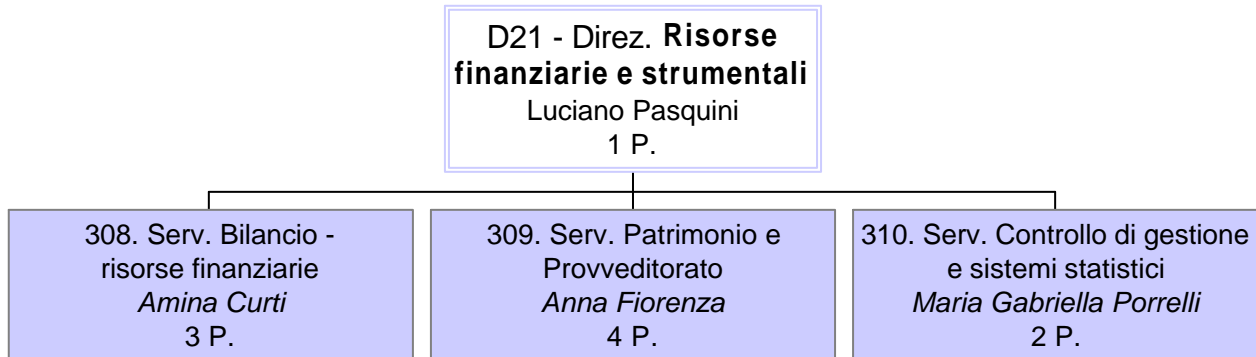 D21 - Direz. Risorse
finanziarie e strumentali
Luciano Pasquini
1 P.
308. Serv. Bilancio -
risorse finanziarie
Amina Curti
3 P.
309. Serv. Patrimonio e
Provveditorato
Anna Fiorenza
4 P.
310. Serv. Controllo di gestione
e sistemi statistici
Maria Gabriella Porrelli
2 P.